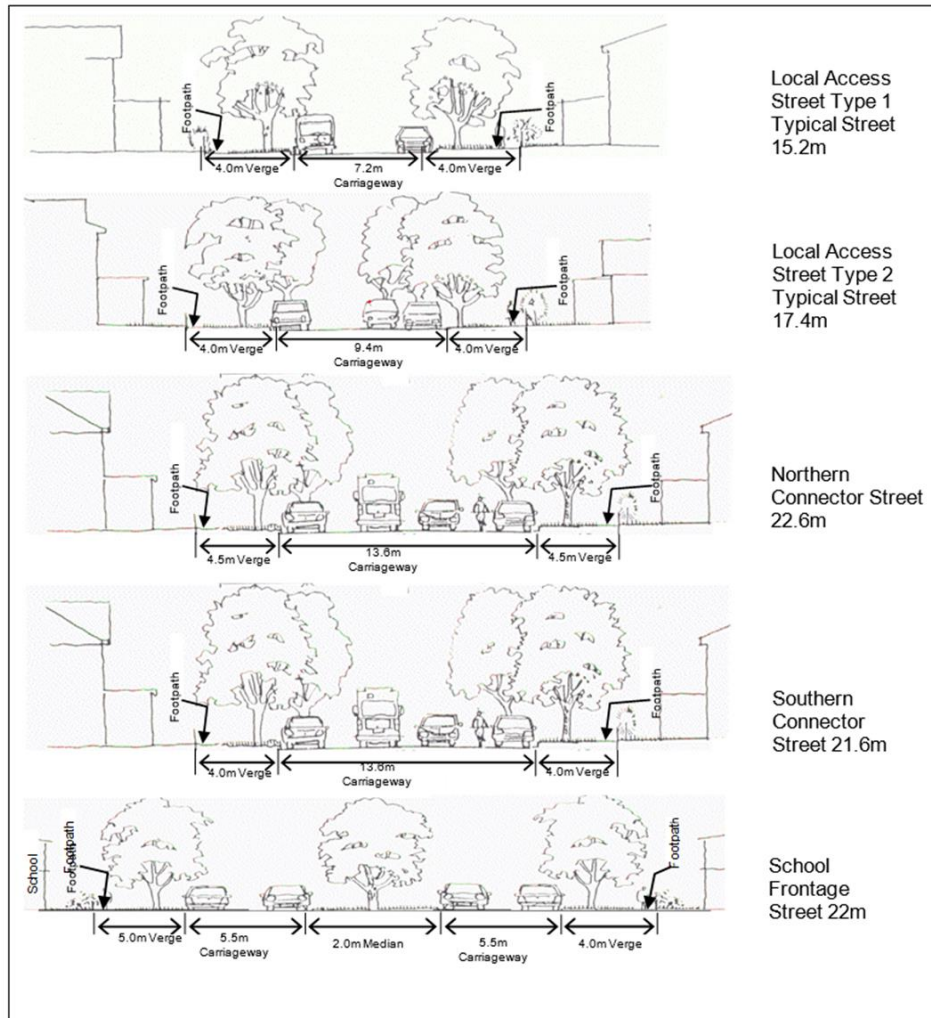 Footpath
Footpath
4.0m Verge
7.2m
Carriageway
4.0m Verge
Local Access
Street Type 1
Typical Street
15.2m
Footpath
Footpath
4.0m Verge
9.4m
Carriageway
4.0m Verge
Local Access
Street Type 2
Typical Street
17.4m
Footpath
Footpath
4.5m Verge
13.6m
Carriageway
4.5m Verge
Northern
Connector Street
22.6m
Footpath
Footpath
4.0m Verge
13.6m
Carriageway
4.0m Verge
Southern
Connector
Street 21.6m
School
Footpath
Footpath
5.0m Verge
5.5m
Carriageway
2.0m Median
5.5m
Carriageway
4.0m Verge
School
Frontage
Street 22m